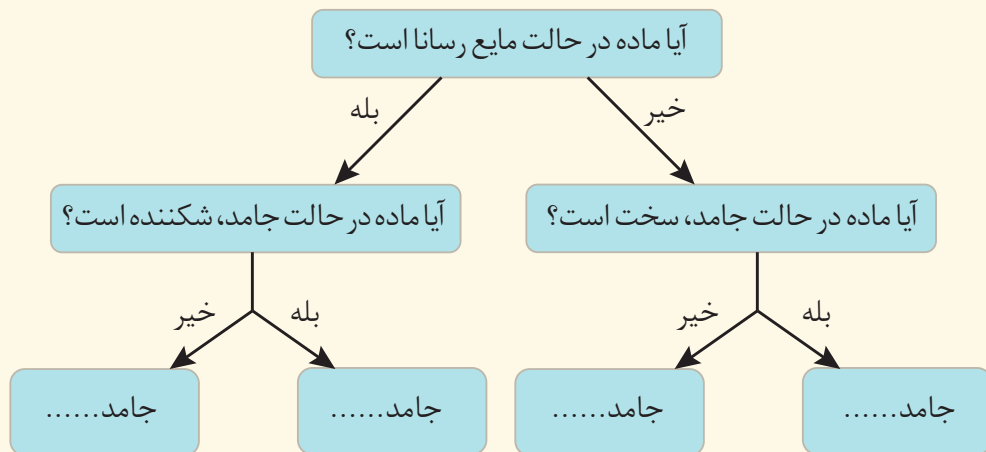 آیا ماده در حالت مایع رسانا است؟
خیر
بله
آیا ماده در حالت جامد، سخت است؟
آیا ماده در حالت جامد، شکننده است؟
بله
خیر
بله
خیر
جامد......
جامد......
جامد......
جامد......